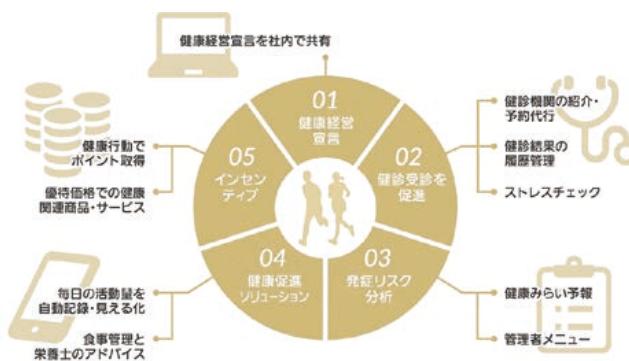 健康経営宣言を社内で共有
01
健康経営
宣言
健診機関の紹介・
予約代行
02
健診受診を
促進
健診結果の
履歴管理
ストレスチェック
03
発症リスク
分析
健康みらい予報
管理者メニュー
04
健康促進
ソリューション
毎日の活動量を
自動記録・見える化
食事管理と
栄養士のアドバイス
05
インセン
ティブ
健康行動で
ポイント取得
優待価格での健康
関連商品・サービス